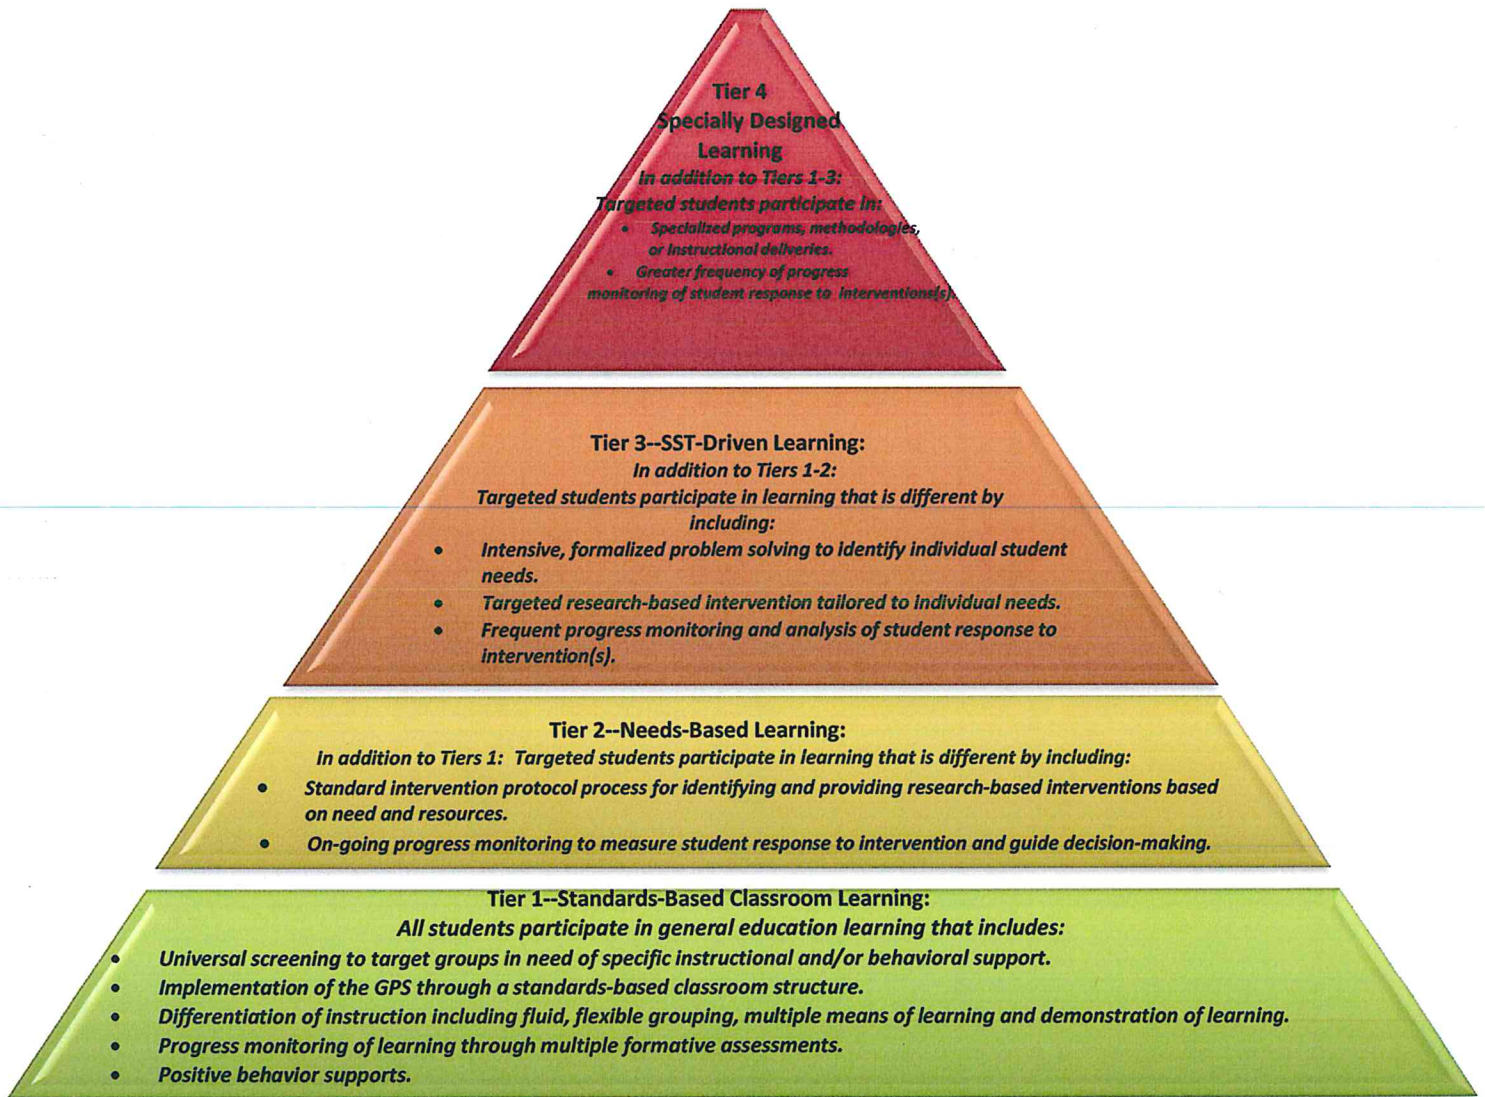 Tier 4
Specially Designed
Learning
In addition to Tiers 1-3:
Targeted students participate in:
• Specialized programs, methodologies,
or Instructional deliveries.
• Greater frequency of progress
monitoring of student response to interventions(s).
Tier 3--SST-Driven Learning:
In addition to Tiers 1-2:
Targeted students participate in learning that is different by
including:
• Intensive, formalized problem solving to identify individual student
needs.
• Targeted research-based intervention tailored to individual needs.
• Frequent progress monitoring and analysis of student response to
intervention(s).
Tier 2--Needs-Based Learning:
In addition to Tiers 1: Targeted students participate in learning that is different by including:
• Standard intervention protocol process for identifying and providing research-based interventions based
on need and resources.
• On-going progress monitoring to measure student response to intervention and guide decision-making.
Tier 1--Standards-Based Classroom Learning:
All students participate in general education learning that includes:
• Universal screening to target groups in need of specific instructional and/or behavioral support.
• Implementation of the GPS through a standards-based classroom structure.
• Differentiation of instruction including fluid, flexible grouping, multiple means of learning and demonstration of learning.
• Progress monitoring of learning through multiple formative assessments.
• Positive behavior supports.